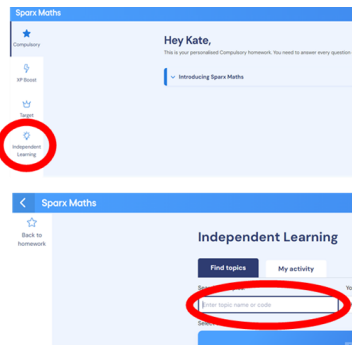 Sparx Maths
Compulsory
Hey Kate,
This is your personalised Compulsory homework. You need to answer every question
XP Boost
Introducing Sparx Maths
Target
Independent
Learning
Sparx Maths
Back to
homework
Independent Learning
Find topics
My activity
Yo
Enter topic name or code